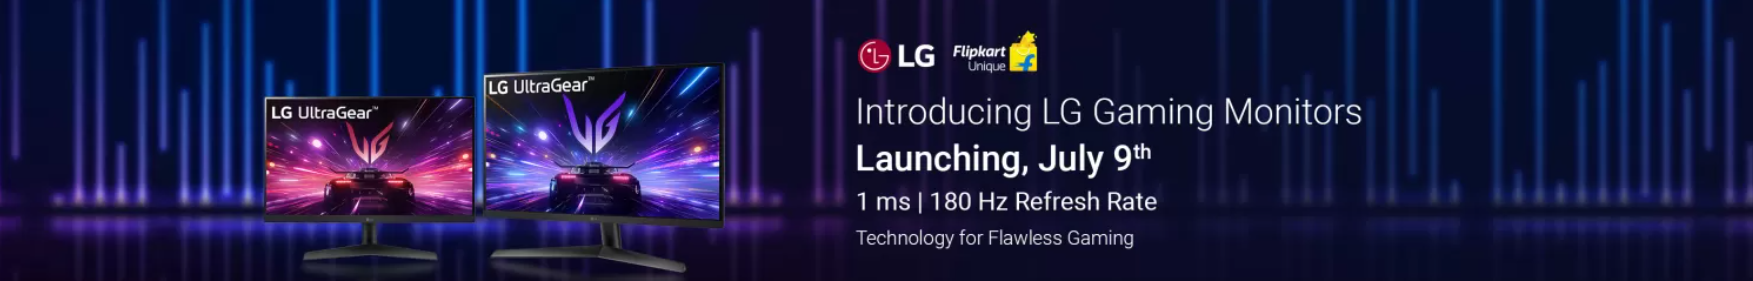 LG UltraGear™
LG UltraGear™
LG
Flipkart
Unique
Introducing LG Gaming Monitors
Launching, July 9th
1 ms | 180 Hz Refresh Rate
Technology for Flawless Gaming